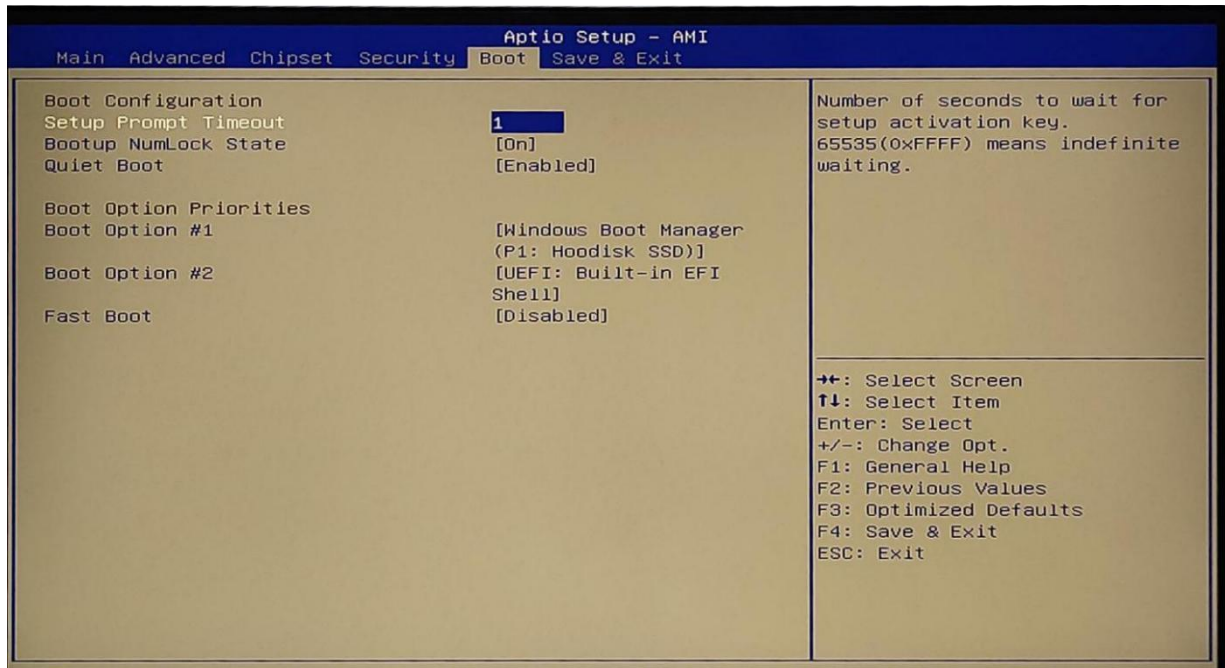 Aptio Setup – AMI
Main Advanced Chipset Security Boot Save & Exit
Boot Configuration
Setup Prompt Timeout 1
Bootup NumLock State [On]
Quiet Boot [Enabled]
Boot Option Priorities
Boot Option #1 [Windows Boot Manager
(P1: Hoodisk SSD)]
Boot Option #2 [UEFI: Built-in EFI
Shell]
Fast Boot [Disabled]
Number of seconds to wait for
setup activation key.
65535(0xFFFF) means indefinite
waiting.
→←: Select Screen
↑↓: Select Item
Enter: Select
+/-: Change Opt.
F1: General Help
F2: Previous Values
F3: Optimized Defaults
F4: Save & Exit
ESC: Exit